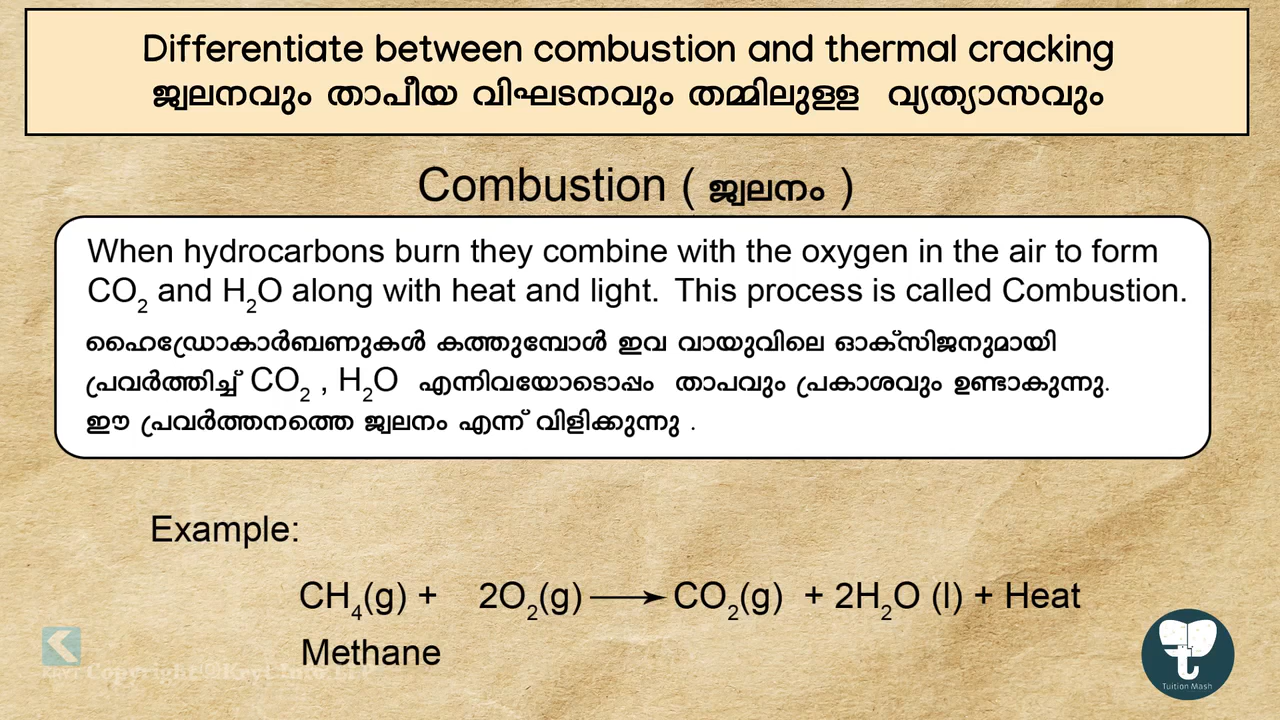 Differentiate between combustion and thermal cracking
ജ്വലനവും താപീയ വിഘടനവും തമ്മിലുള്ള വ്യത്യാസവും
Combustion ( ജ്വലനം )
When hydrocarbons burn they combine with the oxygen in the air to form
CO₂ and H₂O along with heat and light. This process is called Combustion.
ഹൈഡ്രോകാർബണുകൾ കത്തുമ്പോൾ ഇവ വായുവിലെ ഓക്സിജനുമായി
പ്രവർത്തിച്ച് CO₂ , H₂O എന്നിവയോടൊപ്പം താപവും പ്രകാശവും ഉണ്ടാകുന്നു.
ഈ പ്രവർത്തനത്തെ ജ്വലനം എന്ന് വിളിക്കുന്നു .
Example:
CH₄(g) + 2O₂(g) ⟶ CO₂(g) + 2H₂O (l) + Heat
Methane
Tuition Mash